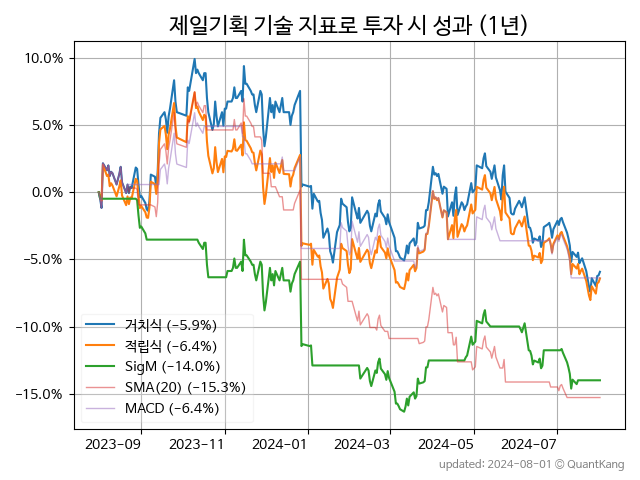 제일기획 기술 지표로 투자 시 성과 (1년)
10.0%
5.0%
0.0%
−5.0%
−10.0%
−15.0%
거치식 (−5.9%)
적립식 (−6.4%)
SigM (−14.0%)
SMA(20) (−15.3%)
MACD (−6.4%)
2023-09 2023-11 2024-01 2024-03 2024-05 2024-07
updated: 2024-08-01 © QuantKang